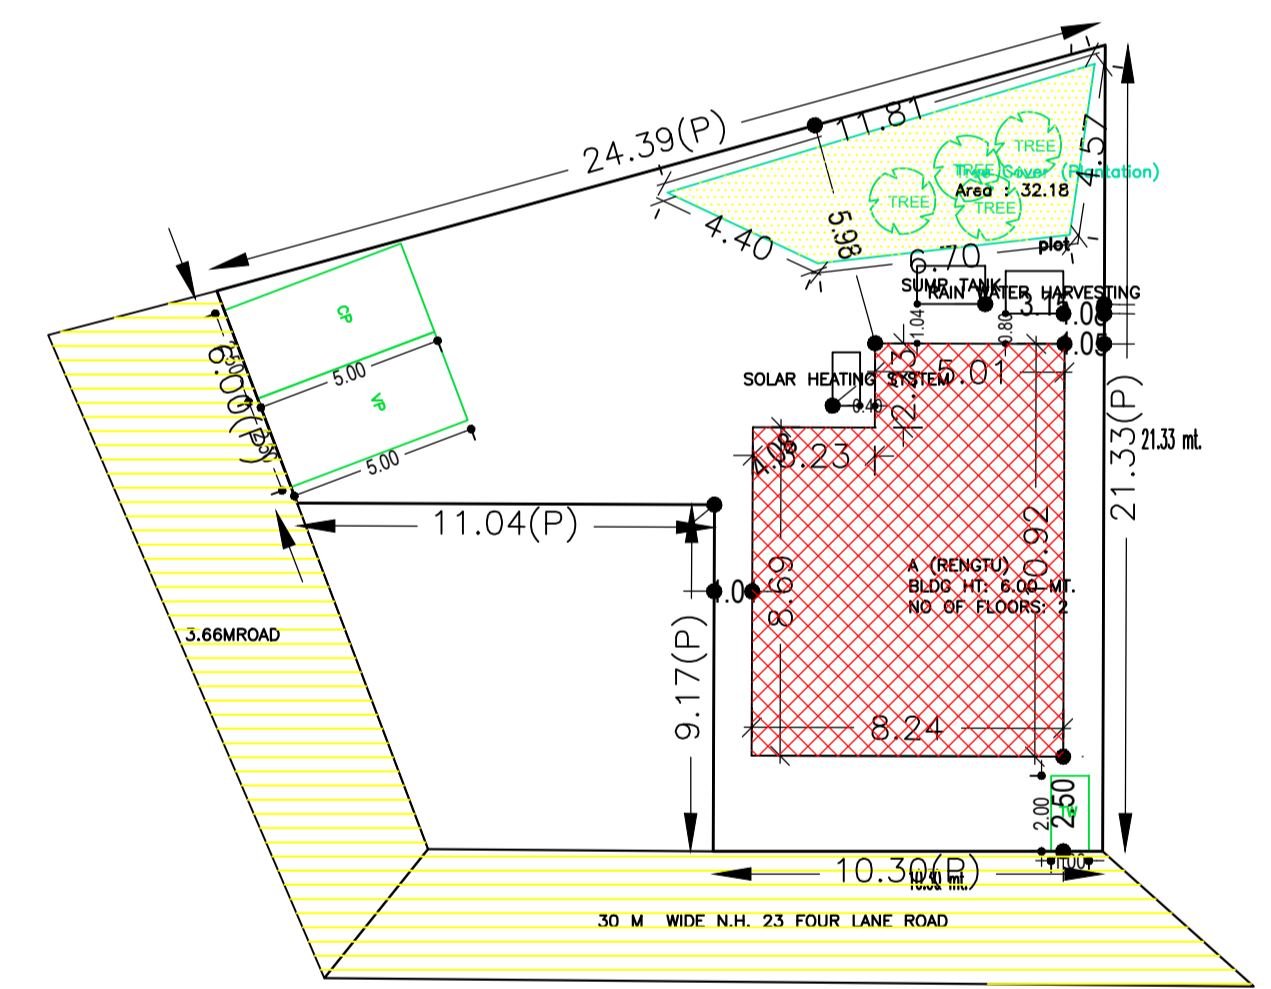 24.39(P)
11.81
4.57
TREE
TREE
TREE
TREE
Tree Cover (Plantation)
Area : 32.18
4.40
5.98
6.70
plot
SUMP TANK
RAIN WATER HARVESTING
1.04
0.80
1.05
5.01
SOLAR HEATING SYSTEM
0.40
CP
5.00
VP
5.00
6.00(P)
3.23
21.33(P)
21.33 mt.
11.04(P)
10.92
8.69
A (RENGTU)
BLDG HT: 6.00 MT.
NO OF FLOORS: 2
3.66MROAD
9.17(P)
8.24
2.00
2.50
10.30(P)
10.30 mt.
30 M WIDE N.H. 23 FOUR LANE ROAD